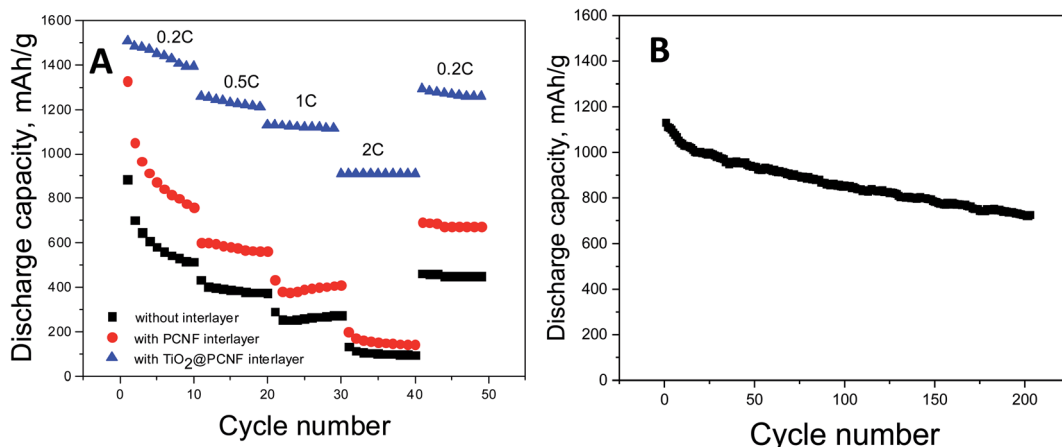 A
Discharge capacity, mAh/g
1600
1400
1200
1000
800
600
400
200
0
0.2C
0.5C
1C
2C
0.2C
without interlayer
with PCNF interlayer
with TiO2@PCNF interlayer
0 10 20 30 40 50
Cycle number
B
Discharge capacity, mAh/g
1600
1400
1200
1000
800
600
400
200
0
0 50 100 150 200
Cycle number